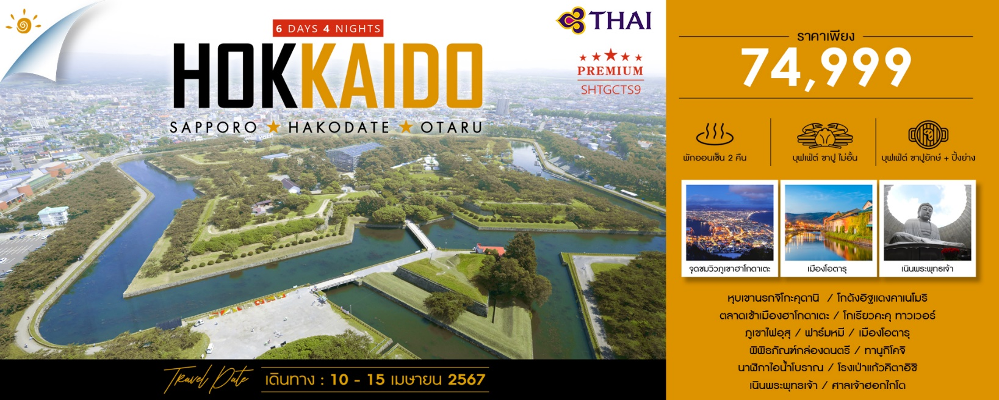 6 DAYS 4 NIGHTS
HOKKAIDO
SAPPORO ★ HAKODATE ★ OTARU
THAI
PREMIUM
SHTGCTS9
Travel Date
เดินทาง : 10 - 15 เมษายน 2567
ราคาเพียง
74,999
พักออนเซ็น 2 คืน
บุฟเฟ่ต์ ขาปู ไม่อั้น
บุฟเฟ่ต์ ขาปูยักษ์ + ปิ้งย่าง
จุดชมวิวภูเขาฮาโกดาเตะ
เมืองโอตารุ
เนินพระพุทธเจ้า
หุบเขานรกจิโกะคุดานิ / โกดังอิฐแดงคาเนโมริ
ตลาดเช้าเมืองฮาโกดาเตะ / โกเรียวคะคุ ทาวเวอร์
ภูเขาไฟอุสุ / ฟาร์มหมี / เมืองโอตารุ
พิพิธภัณฑ์กล่องดนตรี / ทานุกิโคจิ
นาฬิกาไอน้ำโบราณ / โรงเป่าแก้วคิตาอิชิ
เนินพระพุทธเจ้า / ศาลเจ้าฮอกไกโด